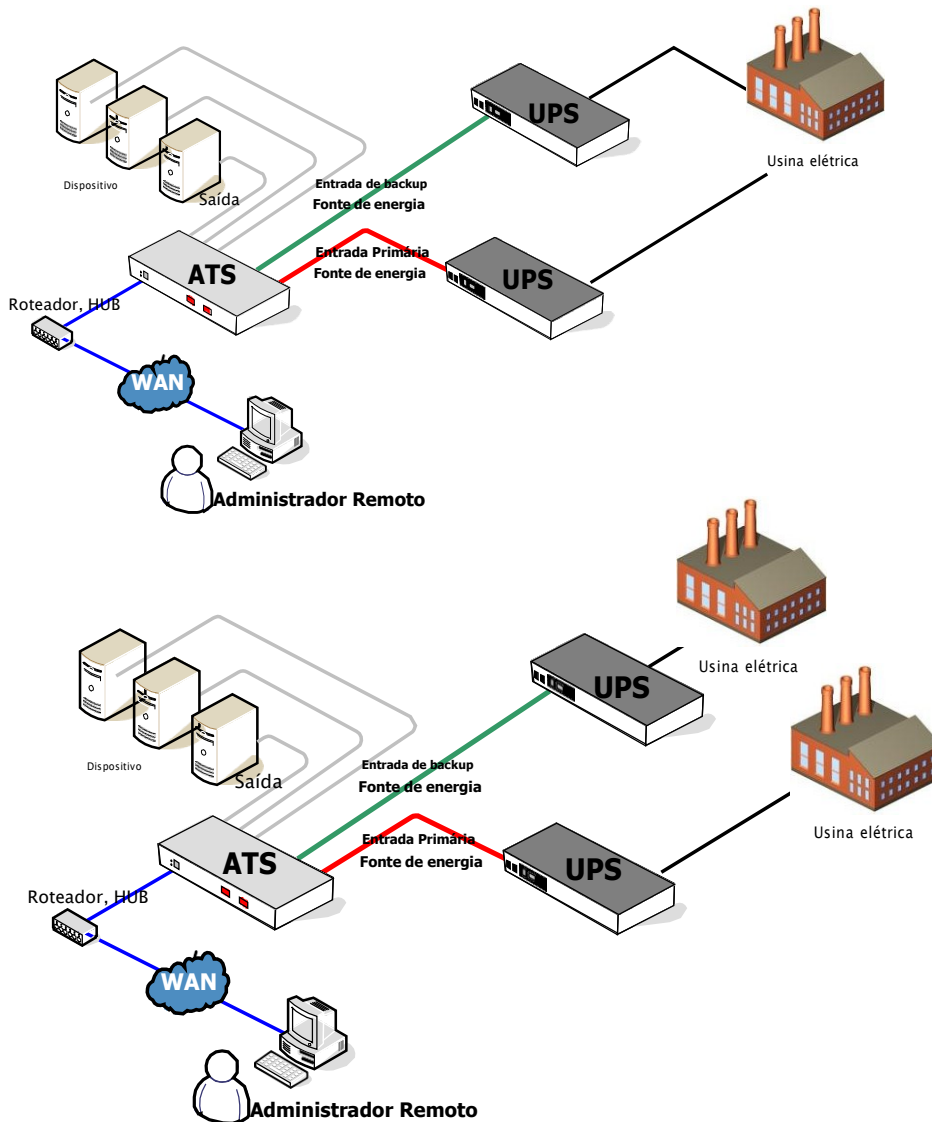 UPS
Usina elétrica
Dispositivo
Saída
Entrada de backup
Fonte de energia
Entrada Primária
Fonte de energia
ATS
UPS
Roteador, HUB
WAN
Administrador Remoto
Usina elétrica
UPS
Dispositivo
Saída
Entrada de backup
Fonte de energia
Usina elétrica
Entrada Primária
Fonte de energia
ATS
UPS
Roteador, HUB
WAN
Administrador Remoto